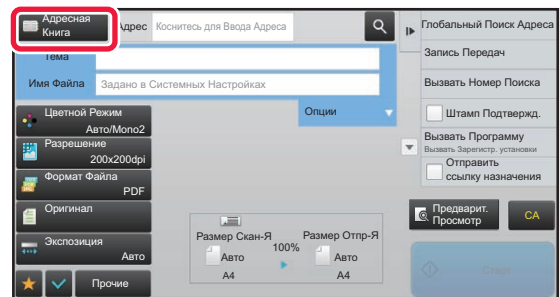 Адресная
Книга
Адрес
Коснитесь для Ввода Адреса
Тема
Имя Файла
Задано в Системных Настройках
Опции
Цветной Режим
Авто/Mono2
Разрешение
200x200dpi
Формат Файла
PDF
Оригинал
Экспозиция
Авто
Прочие
Размер Скан-Я
100%
Размер Отпр-Я
Авто
Авто
A4
A4
Глобальный Поиск Адреса
Запись Передач
Вызвать Номер Поиска
Штамп Подтвержд.
Вызвать Программу
Вызвать Зарегистр. установки
Отправить
ссылку назначения
Предварит.
Просмотр
CA
Старт